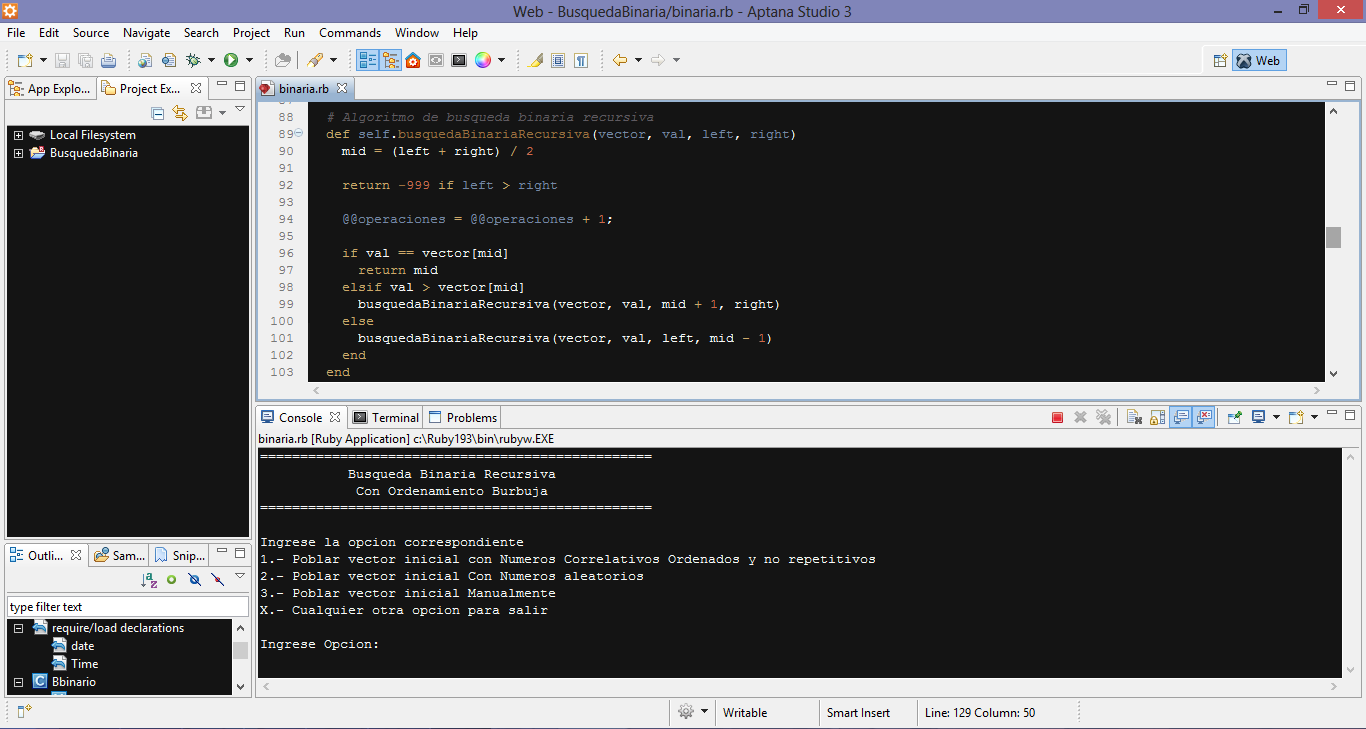 Web - BusquedaBinaria/binaria.rb - Aptana Studio 3
File Edit Source Navigate Search Project Run Commands Window Help
Web
App Explo...
Project Ex...
Local Filesystem
BusquedaBinaria
binaria.rb
88 # Algoritmo de busqueda binaria recursiva
89 def self.busquedaBinariaRecursiva(vector, val, left, right)
90 mid = (left + right) / 2
91
92 return -999 if left > right
93
94 @@operaciones = @@operaciones + 1;
95
96 if val == vector[mid]
97 return mid
98 elsif val > vector[mid]
99 busquedaBinariaRecursiva(vector, val, mid + 1, right)
100 else
101 busquedaBinariaRecursiva(vector, val, left, mid - 1)
102 end
103 end
Console Terminal Problems
binaria.rb [Ruby Application] c:\Ruby193\bin\rubyw.EXE
=================================================
Busqueda Binaria Recursiva
Con Ordenamiento Burbuja
=================================================
Ingrese la opcion correspondiente
1.- Poblar vector inicial con Numeros Correlativos Ordenados y no repetitivos
2.- Poblar vector inicial Con Numeros aleatorios
3.- Poblar vector inicial Manualmente
X.- Cualquier otra opcion para salir
Ingrese Opcion:
Outli... Sam... Snip...
type filter text
require/load declarations
date
Time
Bbinario
Writable
Smart Insert
Line: 129 Column: 50